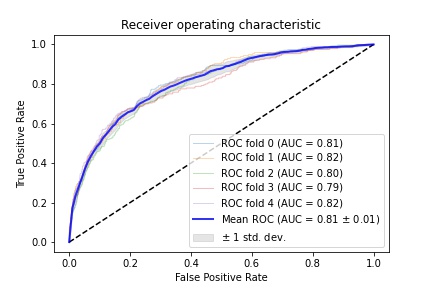 Receiver operating characteristic
1.0
0.8
0.6
0.4
0.2
0.0
True Positive Rate
ROC fold 0 (AUC = 0.81)
ROC fold 1 (AUC = 0.82)
ROC fold 2 (AUC = 0.80)
ROC fold 3 (AUC = 0.79)
ROC fold 4 (AUC = 0.82)
Mean ROC (AUC = 0.81 ± 0.01)
± 1 std. dev.
0.0 0.2 0.4 0.6 0.8 1.0
False Positive Rate